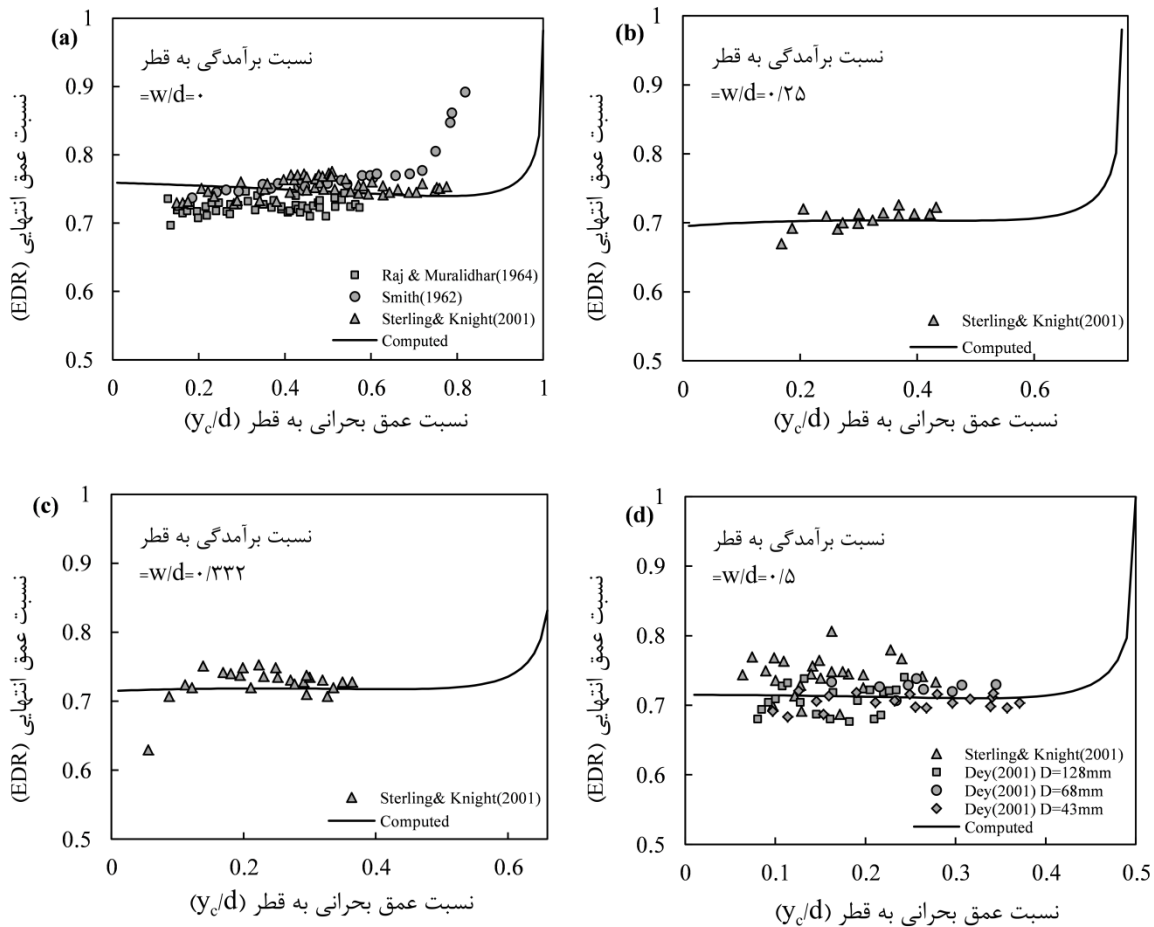 (a)
نسبت برآمدگی به قطر
=w/d=۰
نسبت عمق انتهایی (EDR)
1
0.9
0.8
0.7
0.6
0.5
Raj & Muralidhar(1964)
Smith(1962)
Sterling& Knight(2001)
Computed
0 0.2 0.4 0.6 0.8 1
نسبت عمق بحرانی به قطر (y_c/d)
(b)
نسبت برآمدگی به قطر
=w/d=۰/۲۵
نسبت عمق انتهایی (EDR)
1
0.9
0.8
0.7
0.6
0.5
Sterling& Knight(2001)
Computed
0 0.2 0.4 0.6
نسبت عمق بحرانی به قطر (y_c/d)
(c)
نسبت برآمدگی به قطر
=w/d=۰/۳۳۲
نسبت عمق انتهایی (EDR)
1
0.9
0.8
0.7
0.6
0.5
Sterling& Knight(2001)
Computed
0 0.2 0.4 0.6
نسبت عمق بحرانی به قطر (y_c/d)
(d)
نسبت برآمدگی به قطر
=w/d=۰/۵
نسبت عمق انتهایی (EDR)
1
0.9
0.8
0.7
0.6
0.5
Sterling& Knight(2001)
Dey(2001) D=128mm
Dey(2001) D=68mm
Dey(2001) D=43mm
Computed
0 0.1 0.2 0.3 0.4 0.5
نسبت عمق بحرانی به قطر (y_c/d)